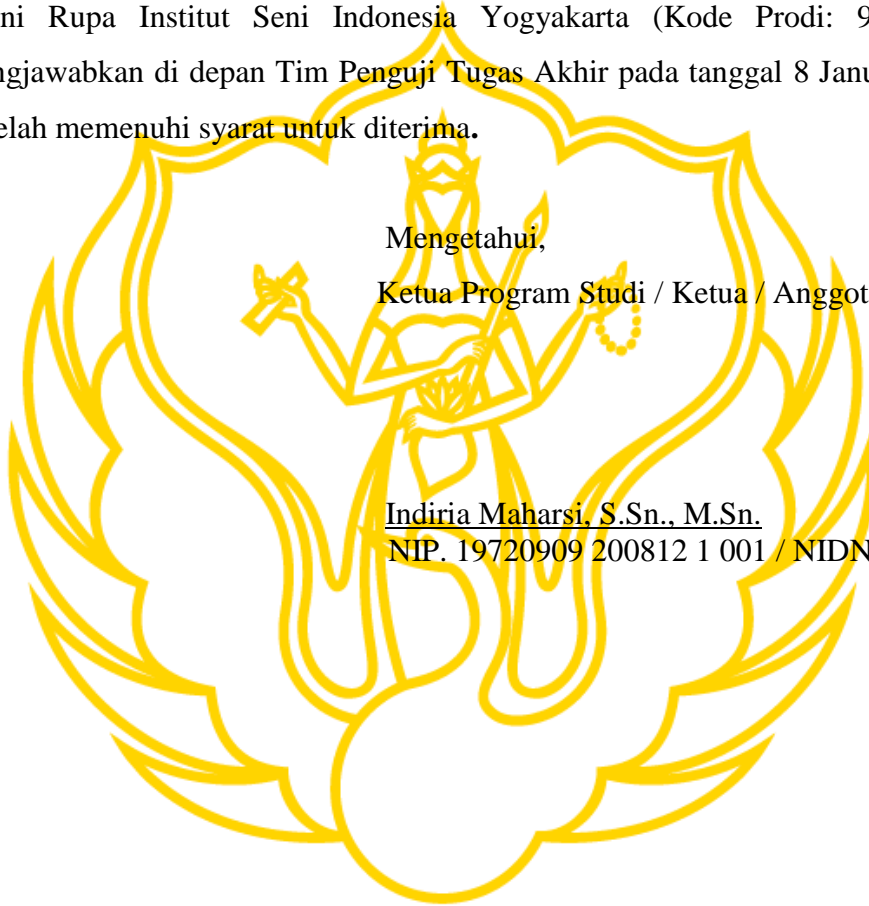 ni Rupa Institut Seni Indonesia Yogyakarta (Kode Prodi: 9
ngjawabkan di depan Tim Penguji Tugas Akhir pada tanggal 8 Janu
elah memenuhi syarat untuk diterima.
Mengetahui,
Ketua Program Studi / Ketua / Anggot
Indiria Maharsi, S.Sn., M.Sn.
NIP. 19720909 200812 1 001 / NIDN